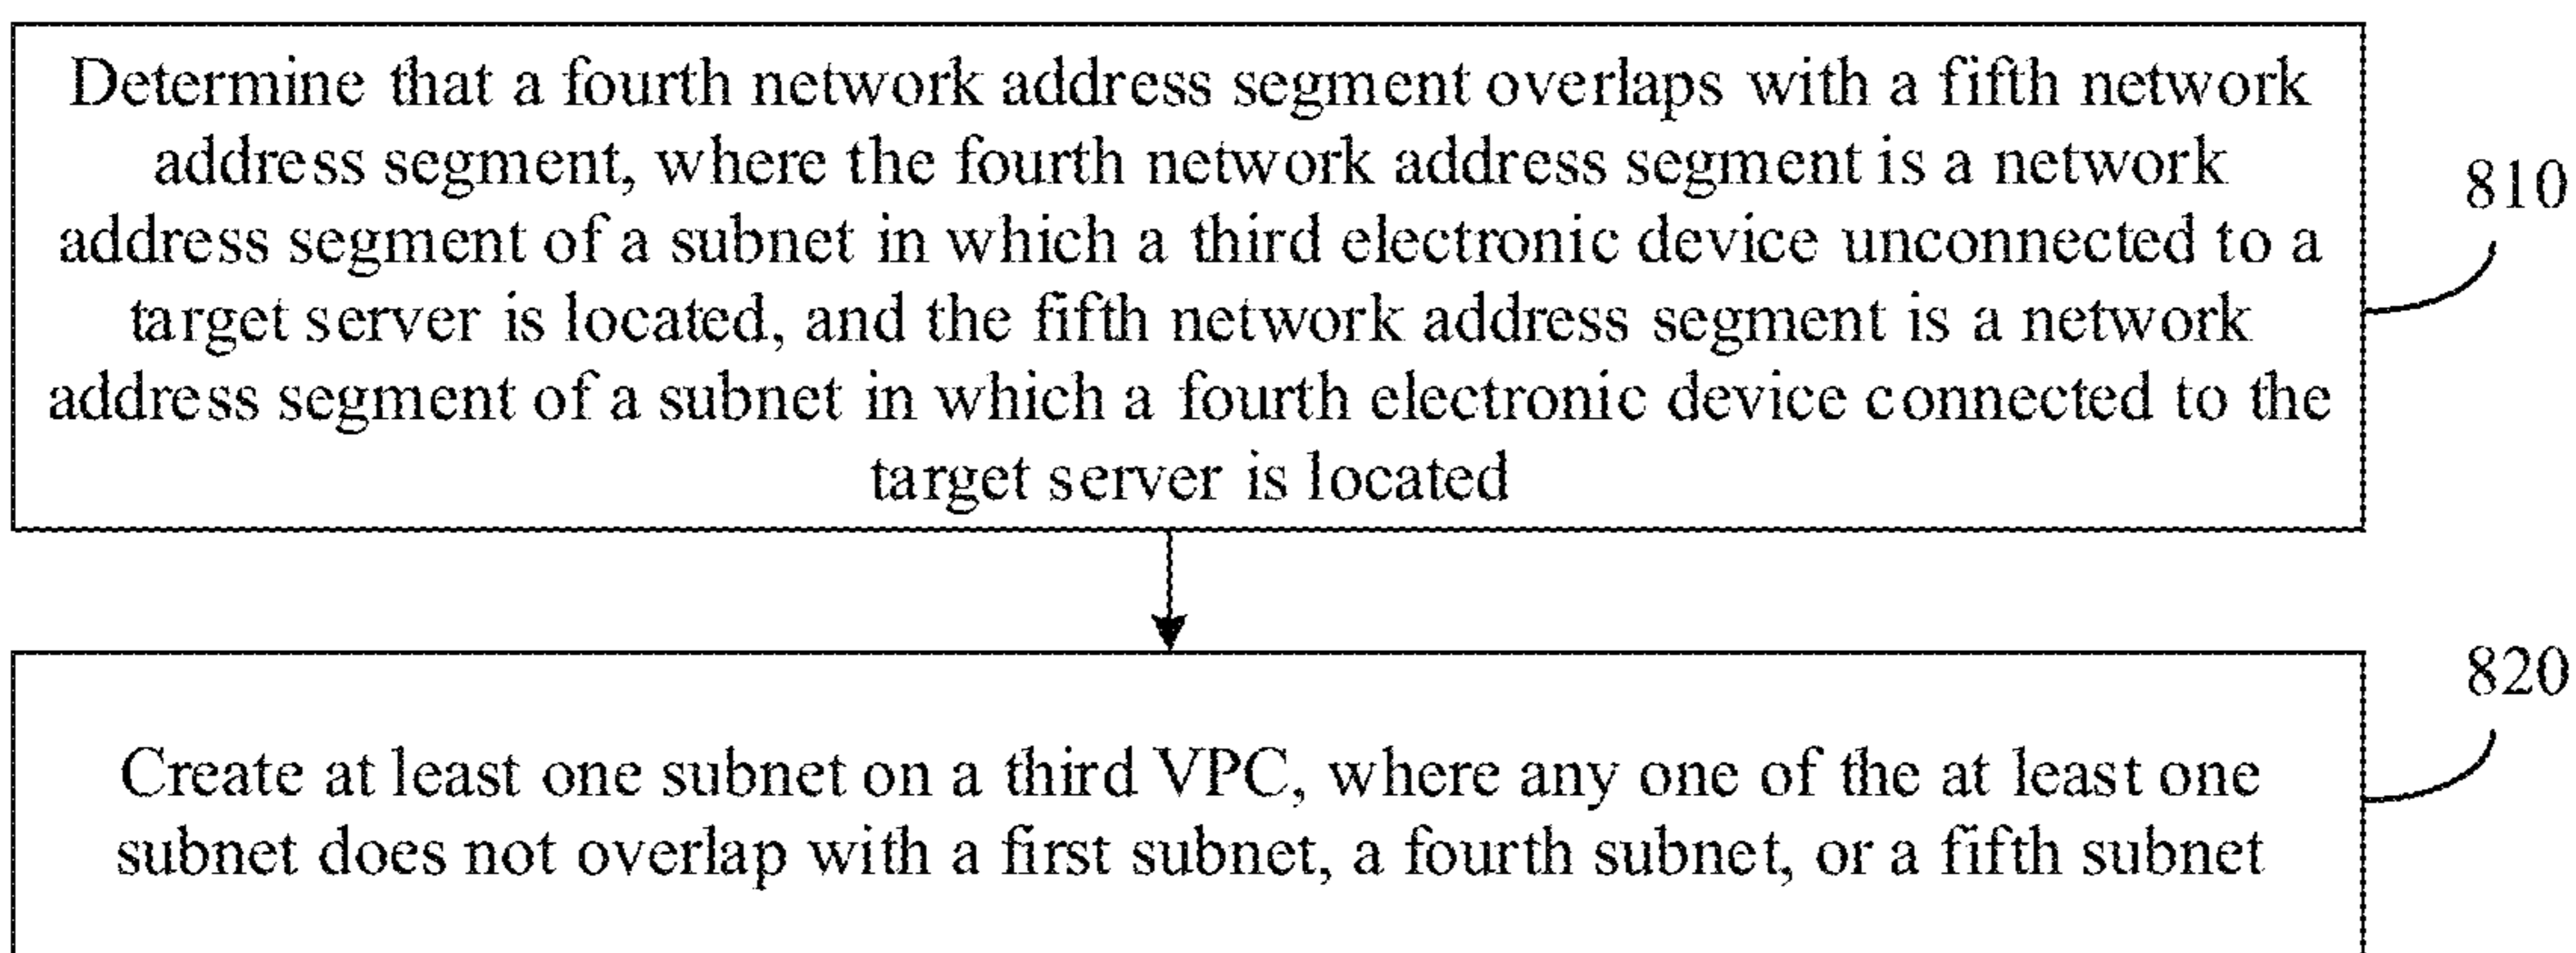 Determine that a fourth network address segment overlaps with a fifth network
address segment, where the fourth network address segment is a network
address segment of a subnet in which a third electronic device unconnected to a
target server is located, and the fifth network address segment is a network
address segment of a subnet in which a fourth electronic device connected to the
target server is located
810
820
Create at least one subnet on a third VPC, where any one of the at least one
subnet does not overlap with a first subnet, a fourth subnet, or a fifth subnet